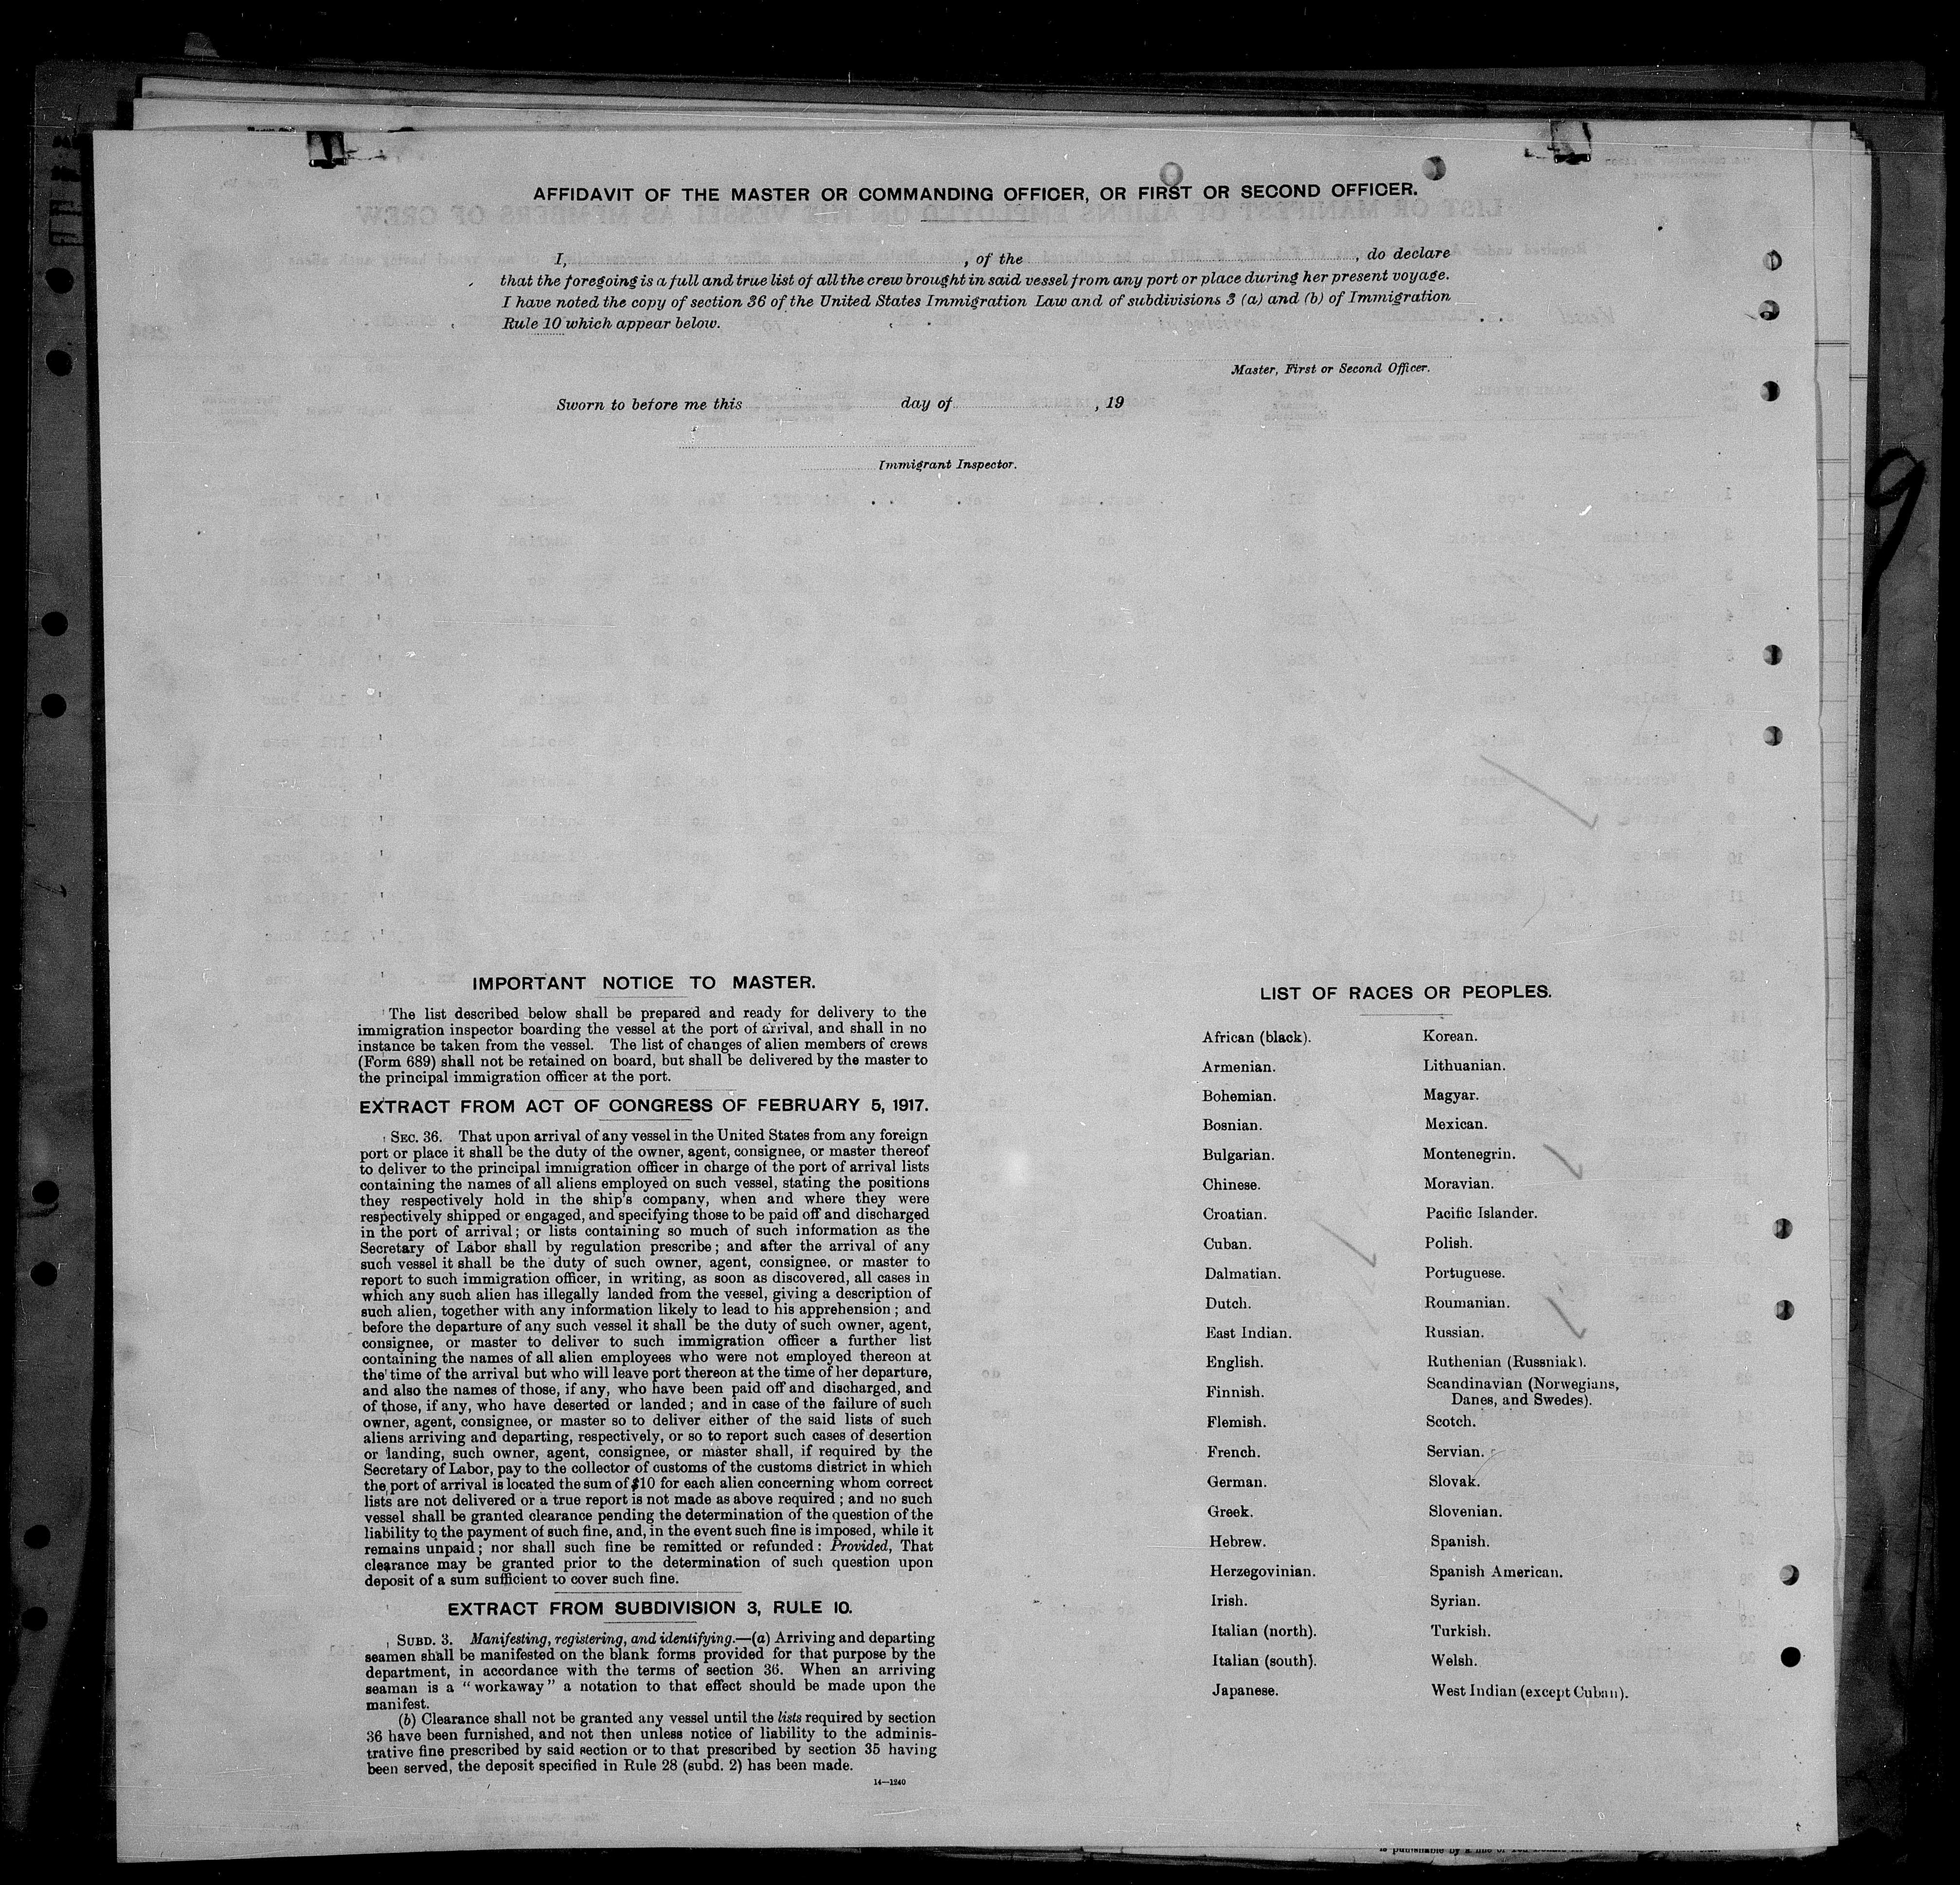 AFFIDAVIT OF THE MASTER OR COMMANDING OFFICER, OR FIRST OR SECOND OFFICER.
I, , of the , do declare
that the foregoing is a full and true list of all the crew brought in said vessel from any port or place during her present voyage.
I have noted the copy of section 36 of the United States Immigration Law and of subdivisions 3 (a) and (b) of Immigration
Rule 10 which appear below.
Master, First or Second Officer.
Sworn to before me this day of , 19
Immigrant Inspector.
9
IMPORTANT NOTICE TO MASTER.
The list described below shall be prepared and ready for delivery to the
immigration inspector boarding the vessel at the port of arrival, and shall in no
instance be taken from the vessel. The list of changes of alien members of crews
(Form 689) shall not be retained on board, but shall be delivered by the master to
the principal immigration officer at the port.
EXTRACT FROM ACT OF CONGRESS OF FEBRUARY 5, 1917.
SEC. 36. That upon arrival of any vessel in the United States from any foreign
port or place it shall be the duty of the owner, agent, consignee, or master thereof
to deliver to the principal immigration officer in charge of the port of arrival lists
containing the names of all aliens employed on such vessel, stating the positions
they respectively hold in the ship's company, when and where they were
respectively shipped or engaged, and specifying those to be paid off and discharged
in the port of arrival; or lists containing so much of such information as the
Secretary of Labor shall by regulation prescribe; and after the arrival of any
such vessel it shall be the duty of such owner, agent, consignee, or master to
report to such immigration officer, in writing, as soon as discovered, all cases in
which any such alien has illegally landed from the vessel, giving a description of
such alien, together with any information likely to lead to his apprehension; and
before the departure of any such vessel it shall be the duty of such owner, agent,
consignee, or master to deliver to such immigration officer a further list
containing the names of all alien employees who were not employed thereon at
the time of the arrival but who will leave port thereon at the time of her departure,
and also the names of those, if any, who have been paid off and discharged, and
of those, if any, who have deserted or landed; and in case of the failure of such
owner, agent, consignee, or master so to deliver either of the said lists of such
aliens arriving and departing, respectively, or so to report such cases of desertion
or landing, such owner, agent, consignee, or master shall, if required by the
Secretary of Labor, pay to the collector of customs of the customs district in which
the port of arrival is located the sum of $10 for each alien concerning whom correct
lists are not delivered or a true report is not made as above required; and no such
vessel shall be granted clearance pending the determination of the question of the
liability to the payment of such fine, and, in the event such fine is imposed, while it
remains unpaid; nor shall such fine be remitted or refunded: Provided, That
clearance may be granted prior to the determination of such question upon
deposit of a sum sufficient to cover such fine.
EXTRACT FROM SUBDIVISION 3, RULE 10.
SUBD. 3. Manifesting, registering, and identifying.—(a) Arriving and departing
seamen shall be manifested on the blank forms provided for that purpose by the
department, in accordance with the terms of section 36. When an arriving
seaman is a "workaway" a notation to that effect should be made upon the
manifest.
(b) Clearance shall not be granted any vessel until the lists required by section
36 have been furnished, and not then unless notice of liability to the adminis-
trative fine prescribed by said section or to that prescribed by section 35 having
been served, the deposit specified in Rule 28 (subd. 2) has been made.
14—1240
LIST OF RACES OR PEOPLES.
African (black).
Armenian.
Bohemian.
Bosnian.
Bulgarian.
Chinese.
Croatian.
Cuban.
Dalmatian.
Dutch.
East Indian.
English.
Finnish.
Flemish.
French.
German.
Greek.
Hebrew.
Herzegovinian.
Irish.
Italian (north).
Italian (south).
Japanese.
Korean.
Lithuanian.
Magyar.
Mexican.
Montenegrin.
Moravian.
Pacific Islander.
Polish.
Portuguese.
Roumanian.
Russian.
Ruthenian (Russniak).
Scandinavian (Norwegians,
Danes, and Swedes).
Scotch.
Servian.
Slovak.
Slovenian.
Spanish.
Spanish American.
Syrian.
Turkish.
Welsh.
West Indian (except Cuban).